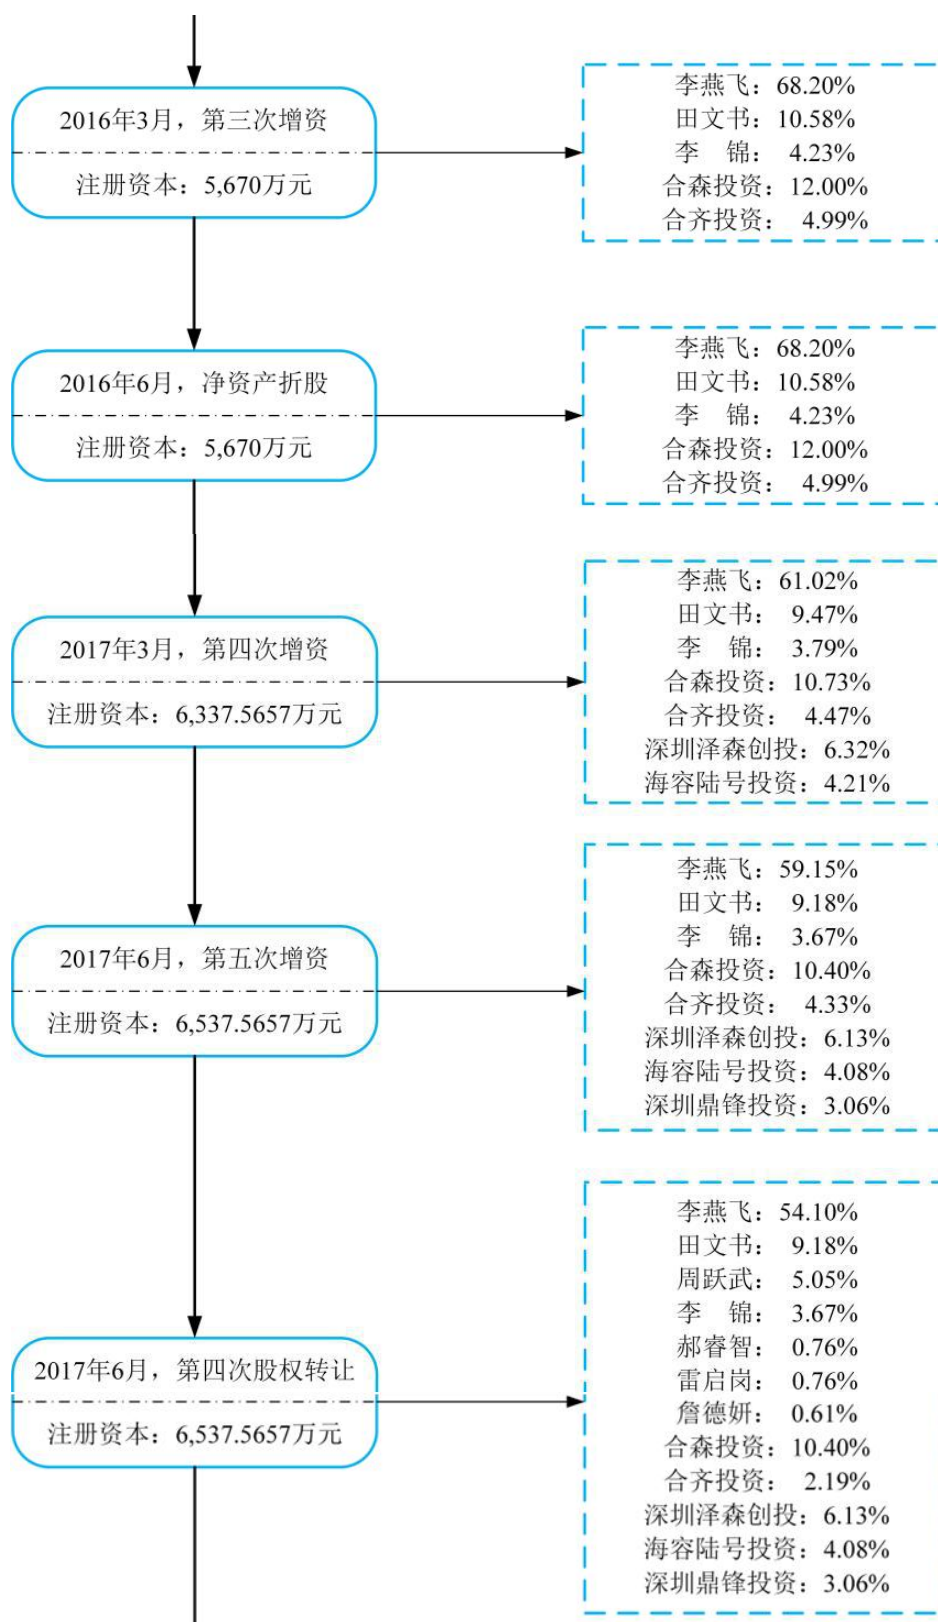 2016年3月，第三次增资
注册资本：5,670万元
李燕飞：68.20%
田文书：10.58%
李　锦：4.23%
合森投资：12.00%
合齐投资：4.99%
2016年6月，净资产折股
注册资本：5,670万元
李燕飞：68.20%
田文书：10.58%
李　锦：4.23%
合森投资：12.00%
合齐投资：4.99%
2017年3月，第四次增资
注册资本：6,337.5657万元
李燕飞：61.02%
田文书：9.47%
李　锦：3.79%
合森投资：10.73%
合齐投资：4.47%
深圳泽森创投：6.32%
海容陆号投资：4.21%
2017年6月，第五次增资
注册资本：6,537.5657万元
李燕飞：59.15%
田文书：9.18%
李　锦：3.67%
合森投资：10.40%
合齐投资：4.33%
深圳泽森创投：6.13%
海容陆号投资：4.08%
深圳鼎锋投资：3.06%
2017年6月，第四次股权转让
注册资本：6,537.5657万元
李燕飞：54.10%
田文书：9.18%
周跃武：5.05%
李　锦：3.67%
郝睿智：0.76%
雷启岗：0.76%
詹德妍：0.61%
合森投资：10.40%
合齐投资：2.19%
深圳泽森创投：6.13%
海容陆号投资：4.08%
深圳鼎锋投资：3.06%